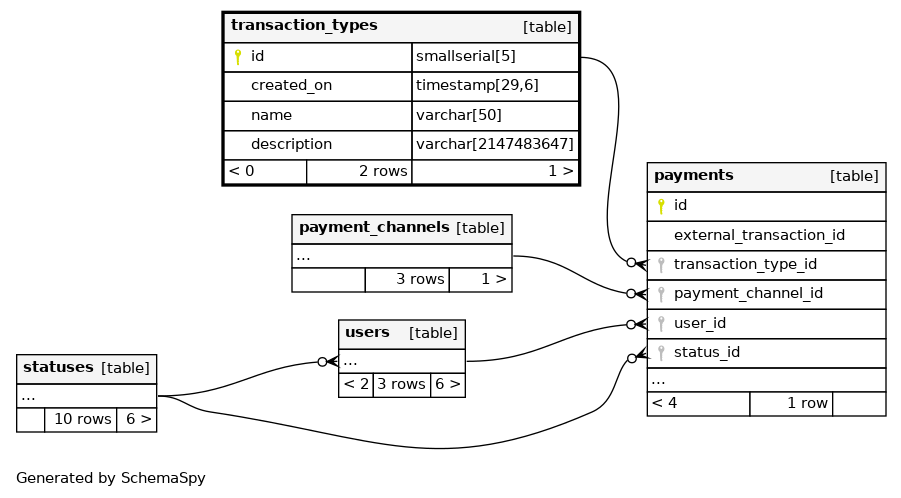 transaction_types [table]
id smallserial[5]
created_on timestamp[29,6]
name varchar[50]
description varchar[2147483647]
< 0 2 rows 1 >
payments [table]
id
external_transaction_id
transaction_type_id
payment_channel_id
user_id
status_id
...
< 4 1 row
payment_channels [table]
...
3 rows 1 >
users [table]
...
< 2 3 rows 6 >
statuses [table]
...
10 rows 6 >
Generated by SchemaSpy